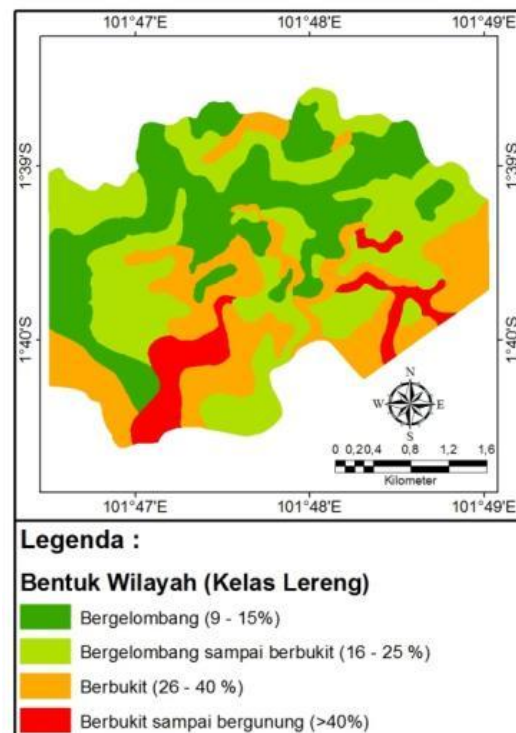 101°47'E 101°48'E 101°49'E
1°39'S 1°39'S
1°40'S 1°40'S
N
W E
S
0 0,20,4 0,8 1,2 1,6
Kilometer
101°47'E 101°48'E 101°49'E
Legenda :
Bentuk Wilayah (Kelas Lereng)
Bergelombang (9 - 15%)
Bergelombang sampai berbukit (16 - 25 %)
Berbukit (26 - 40 %)
Berbukit sampai bergunung (>40%)